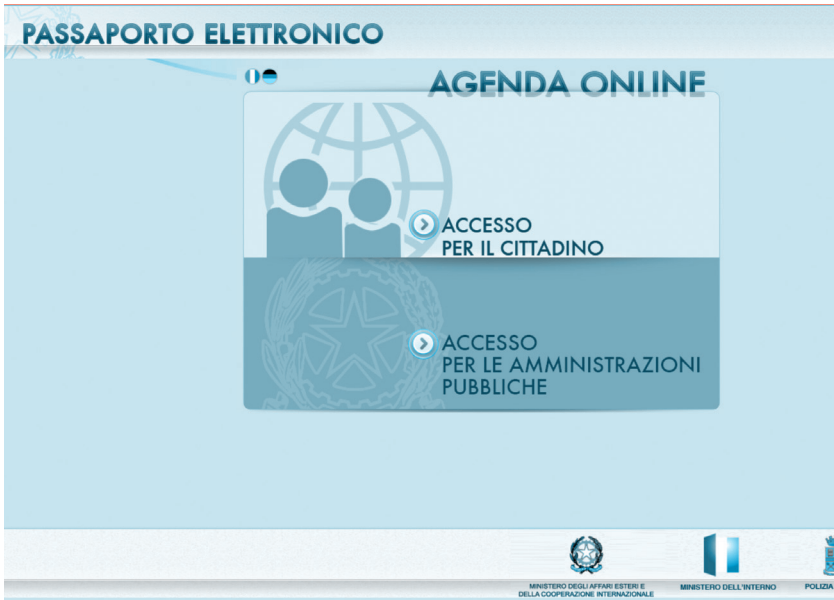 PASSAPORTO ELETTRONICO
AGENDA ONLINE
ACCESSO
PER IL CITTADINO
ACCESSO
PER LE AMMINISTRAZIONI
PUBBLICHE
MINISTERO DEGLI AFFARI ESTERI E
DELLA COOPERAZIONE INTERNAZIONALE
MINISTERO DELL'INTERNO
POLIZIA